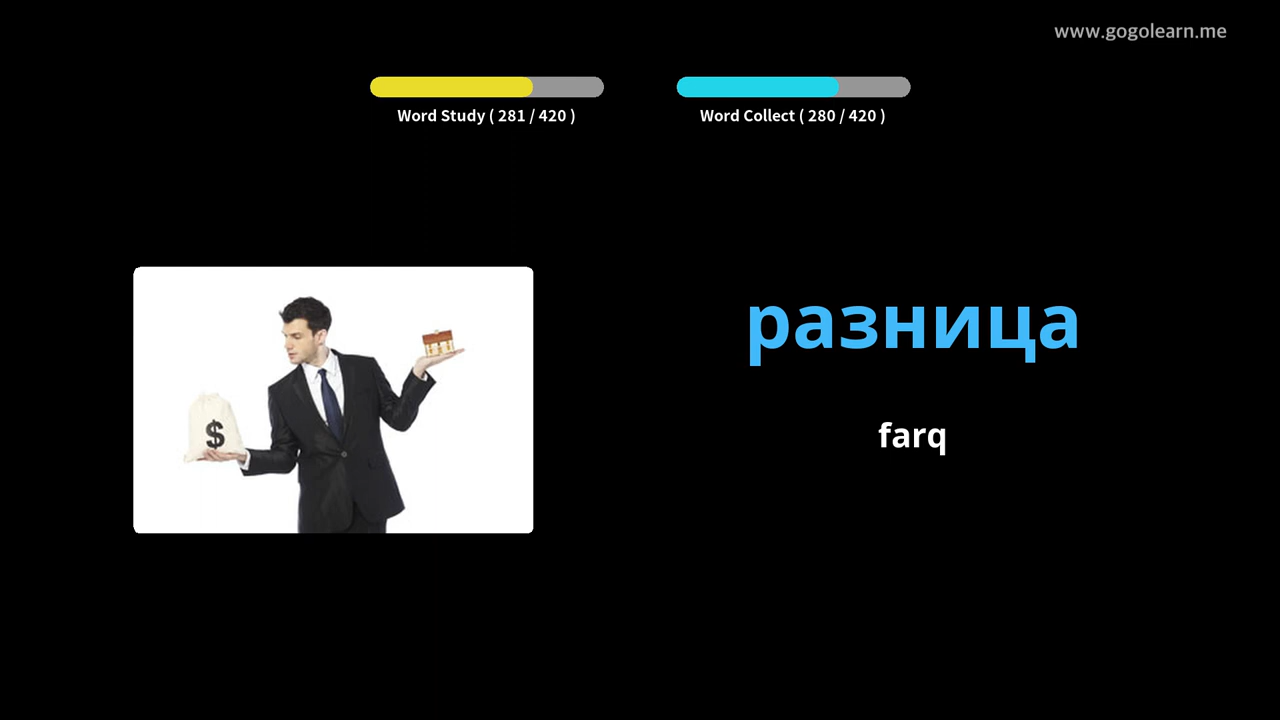 www.gogolearn.me
Word Study ( 281 / 420 )
Word Collect ( 280 / 420 )
$
разница
farq